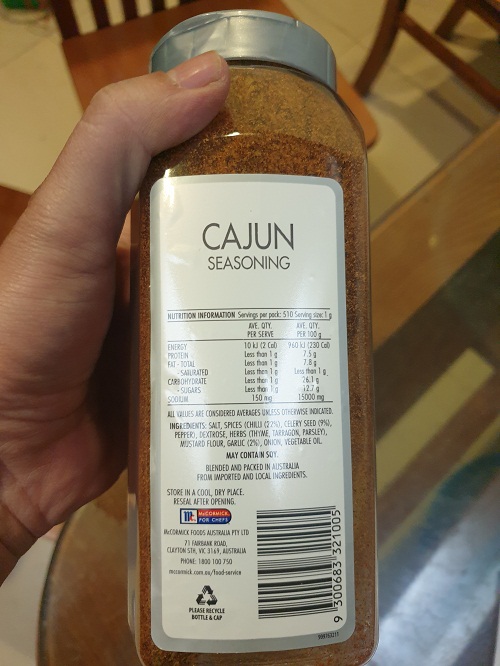 CAJUN
SEASONING
NUTRITION INFORMATION Servings per pack: 510 Serving size: 1 g
AVE. QTY. AVE. QTY.
PER SERVE PER 100 g
ENERGY 10 kJ (2 Cal) 960 kJ (230 Cal)
PROTEIN Less than 1 g 7.5 g
FAT - TOTAL Less than 1 g 7.8 g
- SATURATED Less than 1 g Less than 1 g
CARBOHYDRATE Less than 1 g 26.1 g
- SUGARS Less than 1 g 12.7 g
SODIUM 150 mg 15000 mg
ALL VALUES ARE CONSIDERED AVERAGES UNLESS OTHERWISE INDICATED.
INGREDIENTS: SALT, SPICES (CHILLI (22%), CELERY SEED (9%),
PEPPER), DEXTROSE, HERBS (THYME, TARRAGON, PARSLEY),
MUSTARD FLOUR, GARLIC (2%), ONION, VEGETABLE OIL.
MAY CONTAIN SOY.
BLENDED AND PACKED IN AUSTRALIA
FROM IMPORTED AND LOCAL INGREDIENTS.
STORE IN A COOL, DRY PLACE.
RESEAL AFTER OPENING.
Mc McCORMICK
FOR CHEFS
McCORMICK FOODS AUSTRALIA PTY LTD
71 FAIRBANK ROAD,
CLAYTON STH, VIC 3169, AUSTRALIA
PHONE: 1800 100 750
mccormick.com.au/food-service
PLEASE RECYCLE
BOTTLE & CAP
9 300683 321005